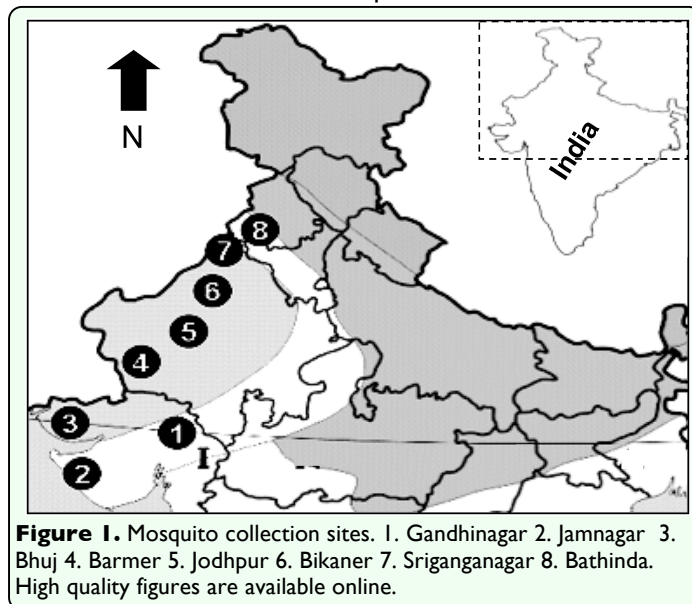 N
India
8
7
6
5
4
3
1
I
2
Figure 1. Mosquito collection sites. 1. Gandhinagar 2. Jamnagar 3.
Bhuj 4. Barmer 5. Jodhpur 6. Bikaner 7. Sriganganagar 8. Bathinda.
High quality figures are available online.